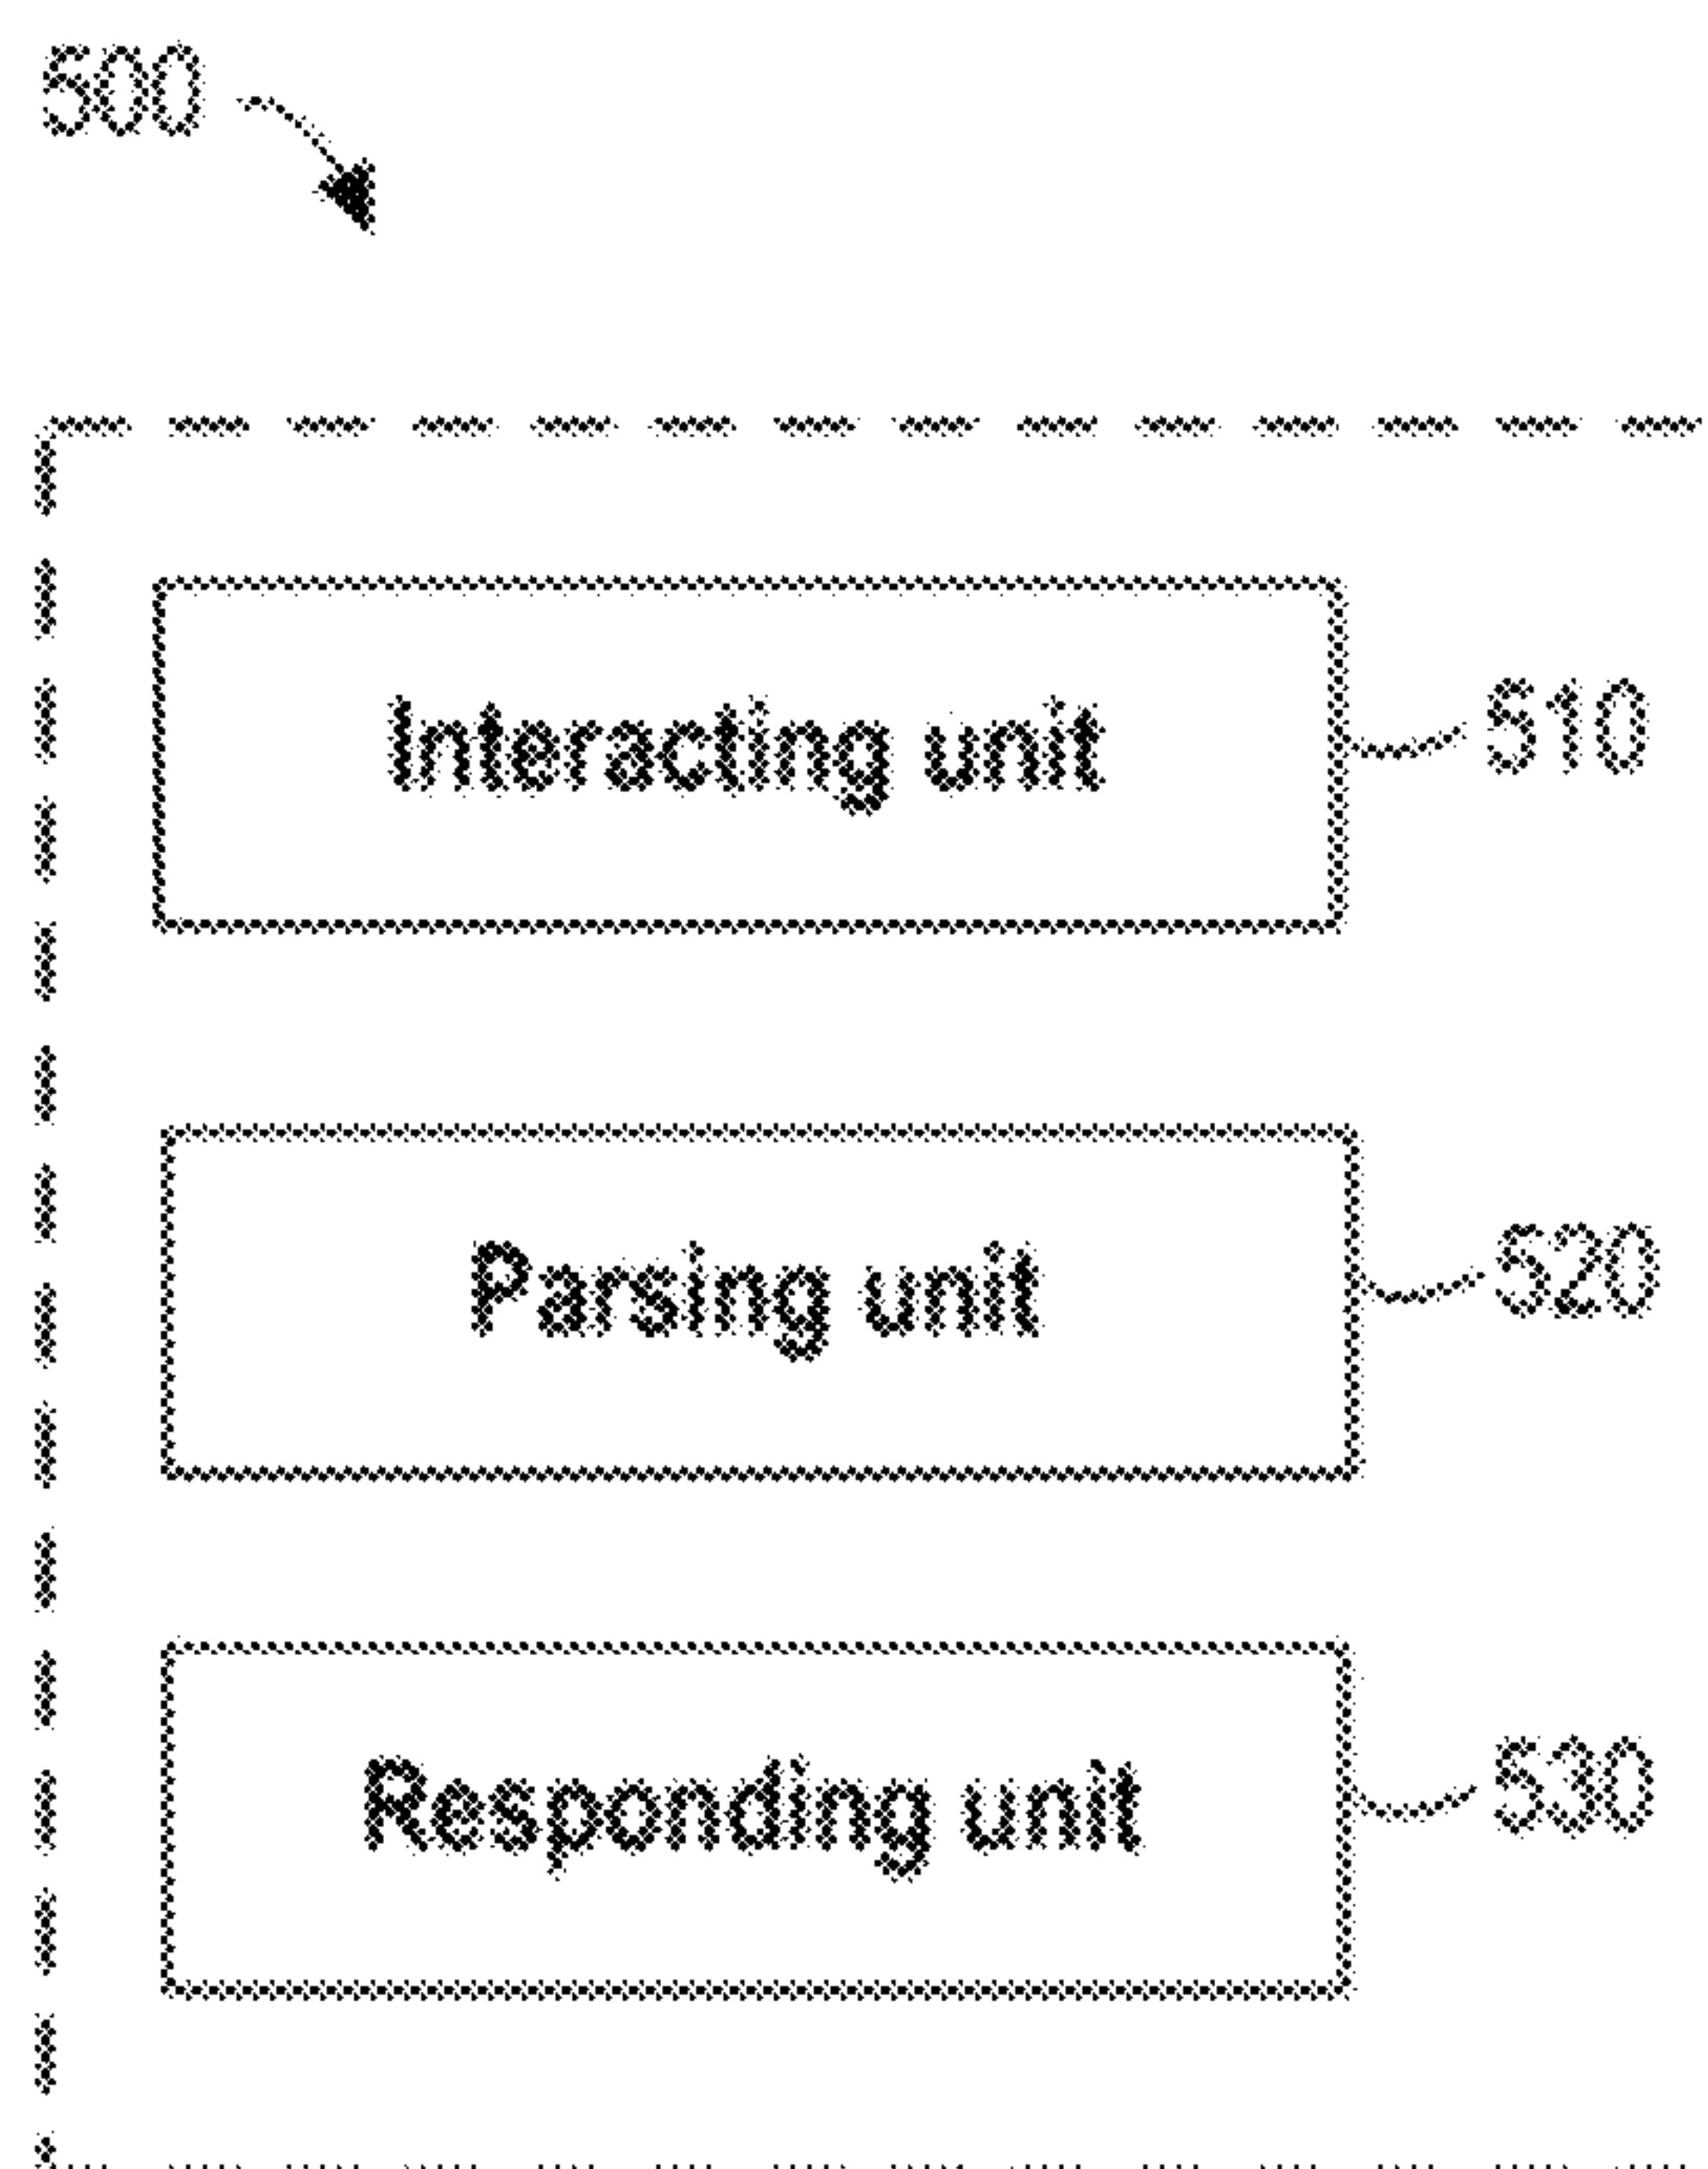 500
Interacting unit
510
Parsing unit
520
Responding unit
530